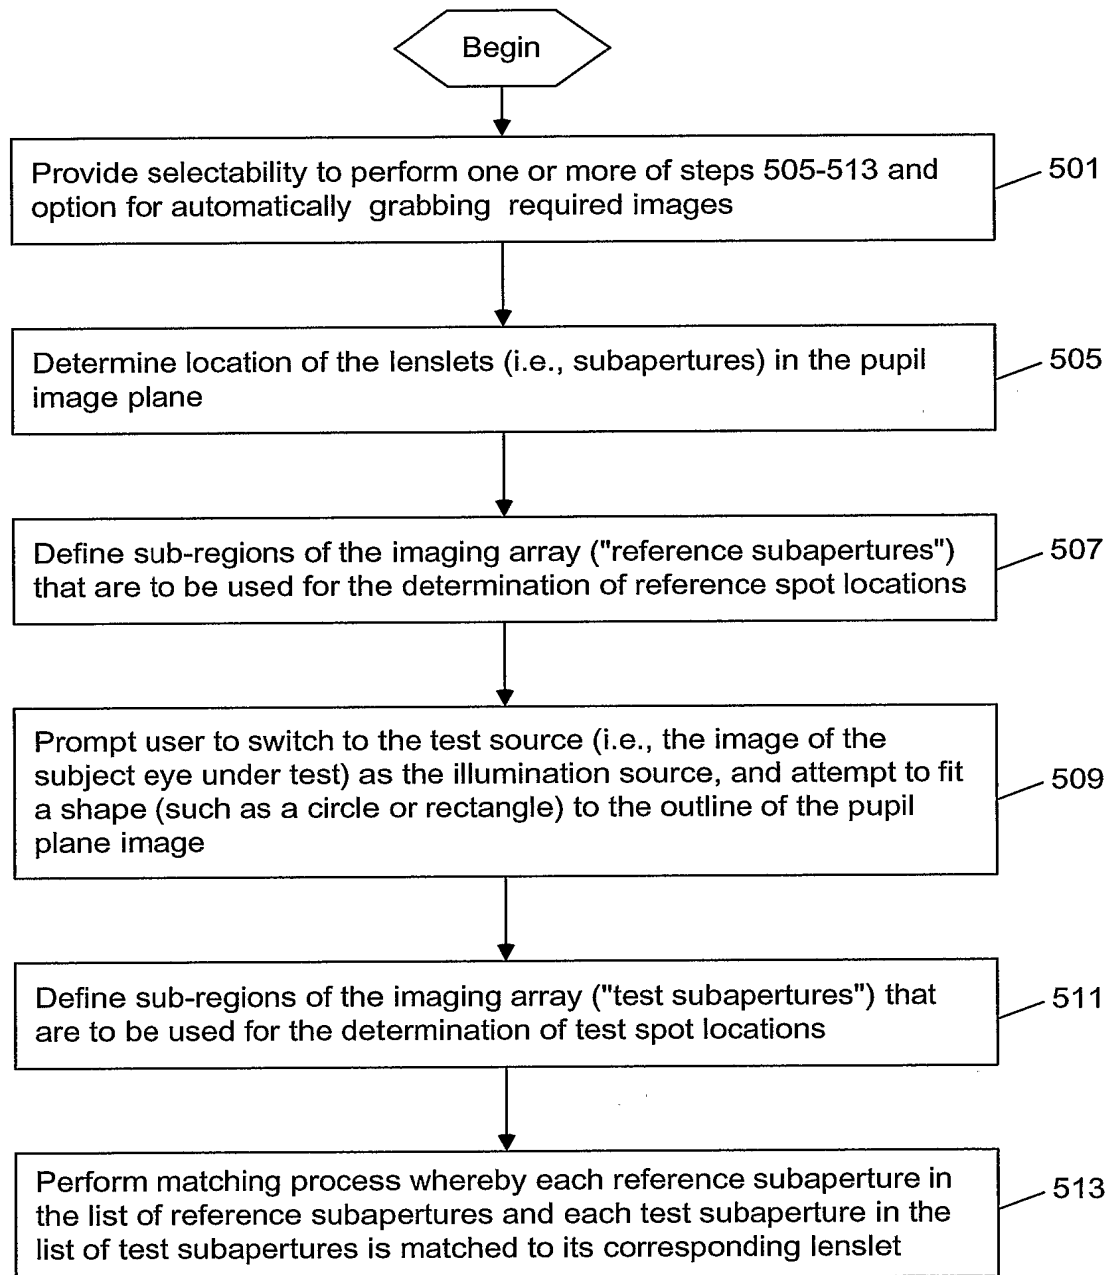 Begin
Provide selectability to perform one or more of steps 505-513 and
option for automatically grabbing required images
501
Determine location of the lenslets (i.e., subapertures) in the pupil
image plane
505
Define sub-regions of the imaging array ("reference subapertures")
that are to be used for the determination of reference spot locations
507
Prompt user to switch to the test source (i.e., the image of the
subject eye under test) as the illumination source, and attempt to fit
a shape (such as a circle or rectangle) to the outline of the pupil
plane image
509
Define sub-regions of the imaging array ("test subapertures") that
are to be used for the determination of test spot locations
511
Perform matching process whereby each reference subaperture in
the list of reference subapertures and each test subaperture in the
list of test subapertures is matched to its corresponding lenslet
513